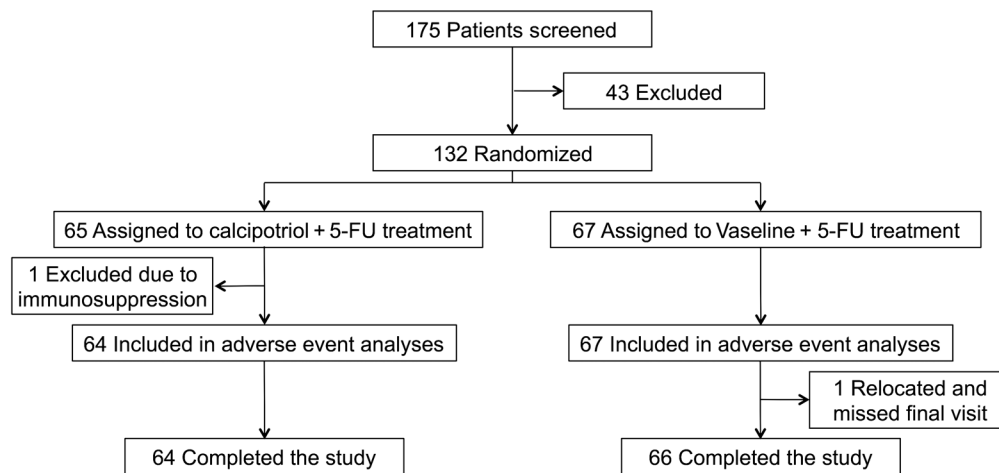 175 Patients screened
43 Excluded
132 Randomized
65 Assigned to calcipotriol + 5-FU treatment
67 Assigned to Vaseline + 5-FU treatment
1 Excluded due to
immunosuppression
64 Included in adverse event analyses
67 Included in adverse event analyses
1 Relocated and
missed final visit
64 Completed the study
66 Completed the study